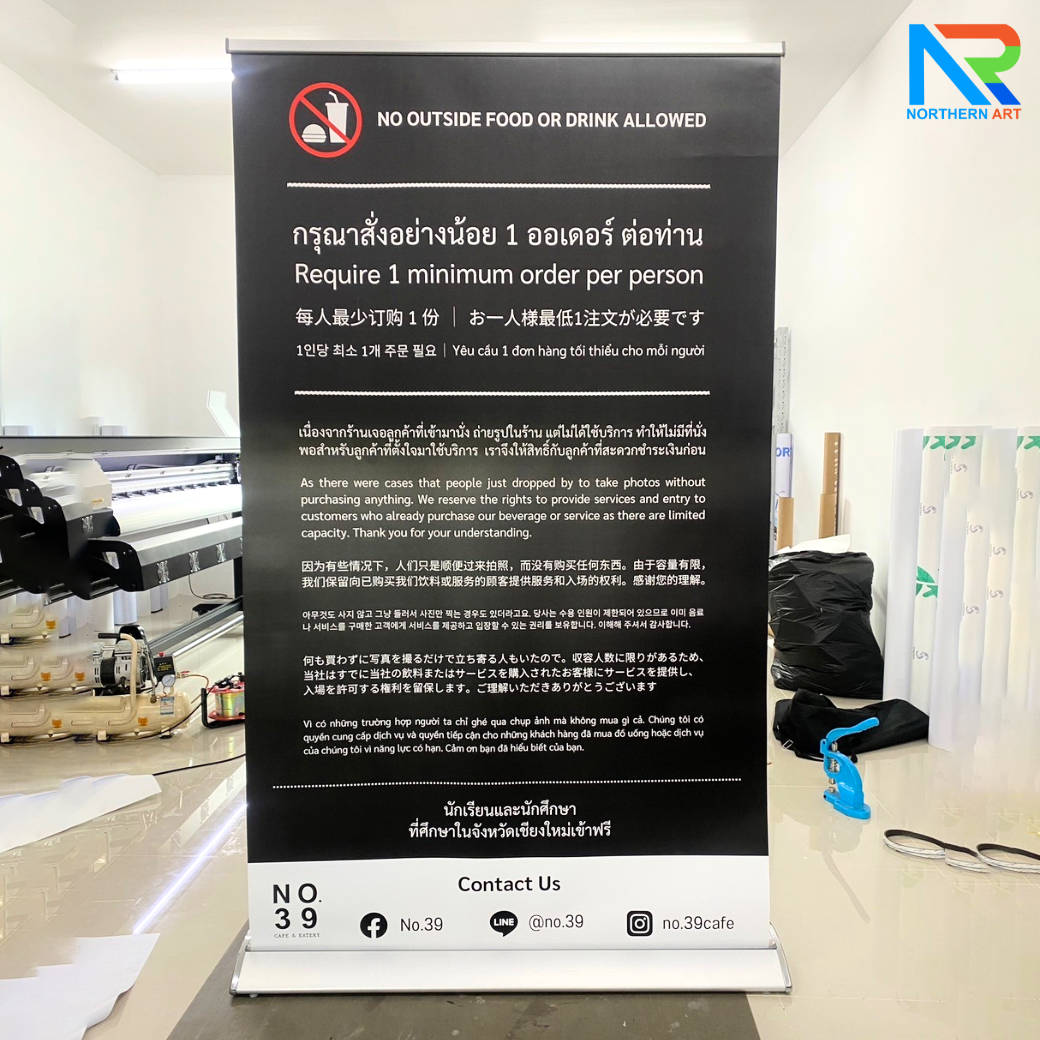 NORTHERN ART
NO OUTSIDE FOOD OR DRINK ALLOWED
กรุณาสั่งอย่างน้อย 1 ออเดอร์ ต่อท่าน
Require 1 minimum order per person
每人最少订购 1 份 | お一人様最低1注文が必要です
1인당 최소 1개 주문 필요 | Yêu cầu 1 đơn hàng tối thiểu cho mỗi người
เนื่องจากร้านเจอลูกค้าที่เข้ามานั่ง ถ่ายรูปในร้าน แต่ไม่ได้ใช้บริการ ทำให้ไม่มีที่นั่ง
พอสำหรับลูกค้าที่ตั้งใจมาใช้บริการ เราจึงให้สิทธิ์กับลูกค้าที่สะดวกชำระเงินก่อน
As there were cases that people just dropped by to take photos without
purchasing anything. We reserve the rights to provide services and entry to
customers who already purchase our beverage or service as there are limited
capacity. Thank you for your understanding.
因为有些情况下，人们只是顺便过来拍照，而没有购买任何东西。由于容量有限，
我们保留向已购买我们饮料或服务的顾客提供服务和入场的权利。感谢您的理解。
아무것도 사지 않고 그냥 들러서 사진만 찍는 경우도 있더라고요. 당사는 수용 인원이 제한되어 있으므로 이미 음료
나 서비스를 구매한 고객에게 서비스를 제공하고 입장할 수 있는 권리를 보유합니다. 이해해 주셔서 감사합니다.
何も買わずに写真を撮るだけで立ち寄る人もいたので。収容人数に限りがあるため、
当社はすでに当社の飲料またはサービスを購入されたお客様にサービスを提供し、
入場を許可する権利を留保します。ご理解いただきありがとうございます
Vì có những trường hợp người ta chỉ ghé qua chụp ảnh mà không mua gì cả. Chúng tôi có
quyền cung cấp dịch vụ và quyền tiếp cận cho những khách hàng đã mua đồ uống hoặc dịch vụ
của chúng tôi vì năng lực có hạn. Cảm ơn bạn đã hiểu biết của bạn.
นักเรียนและนักศึกษา
ที่ศึกษาในจังหวัดเชียงใหม่เข้าฟรี
Contact Us
NO.
39
CAFE & EATERY
No.39
LINE @no.39
no.39cafe